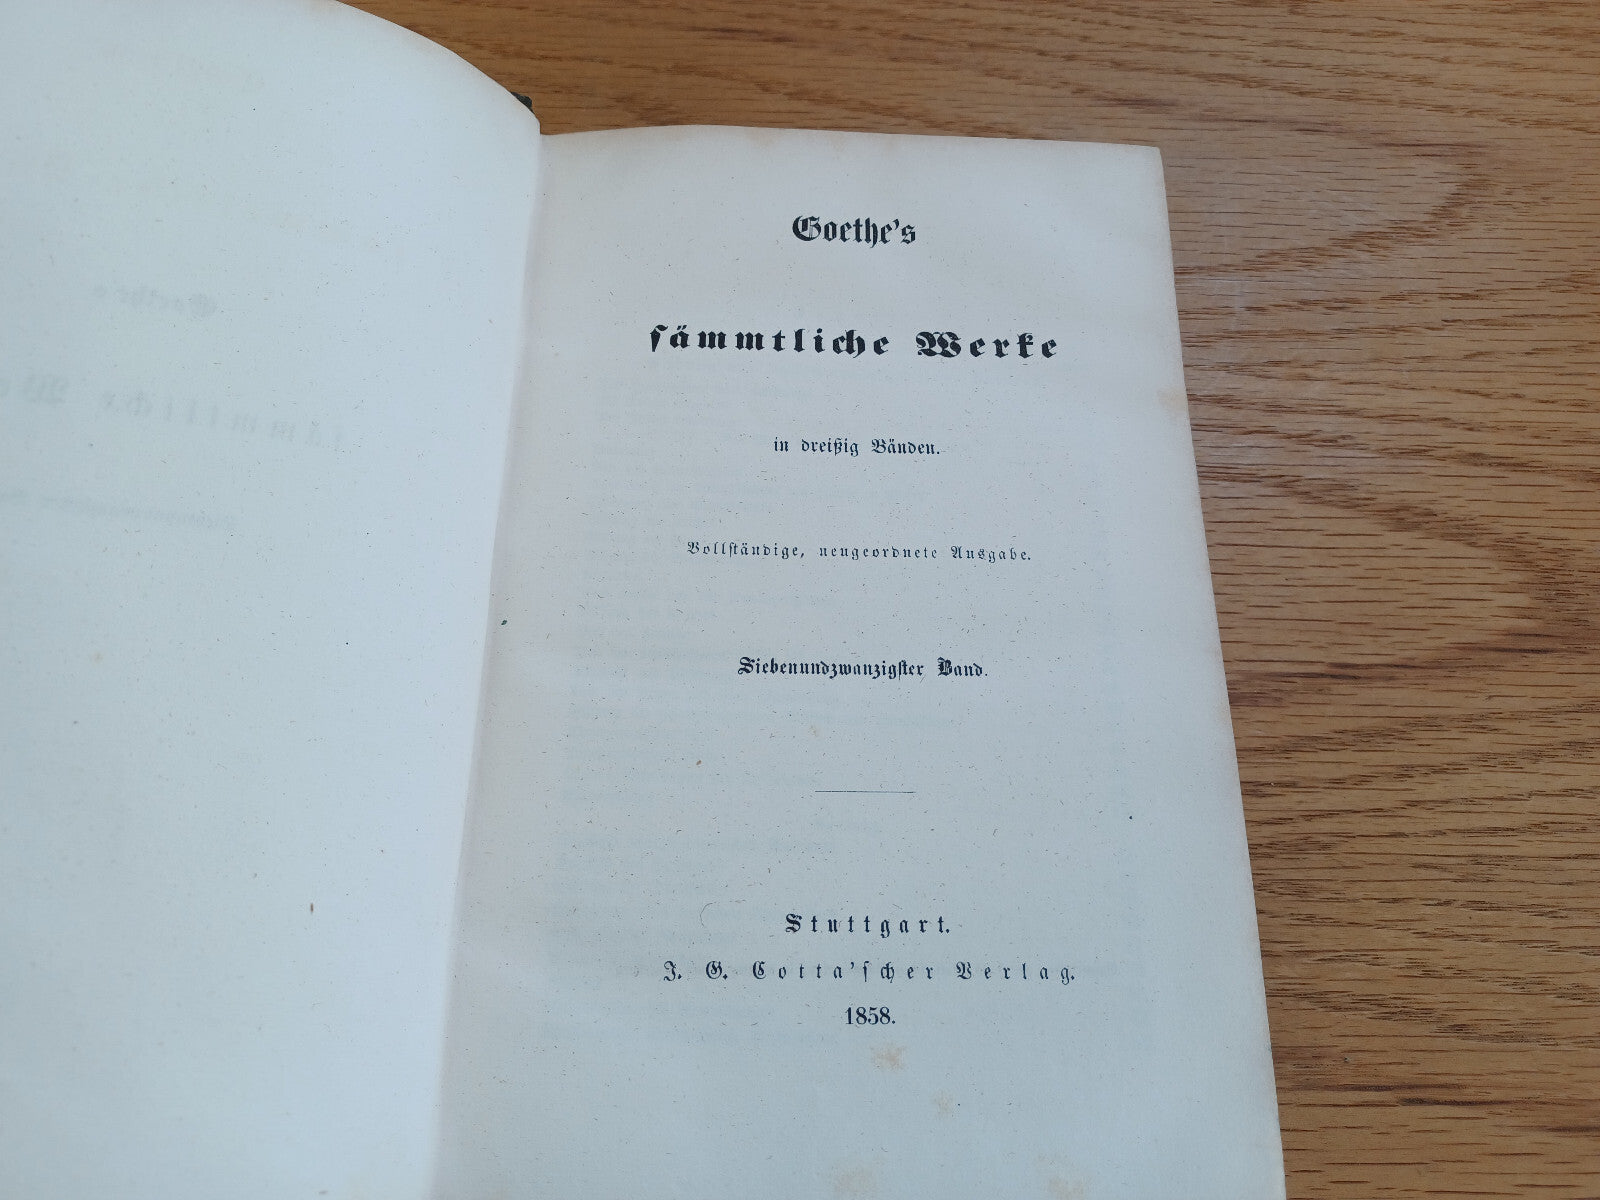 Goethe's
sämmtliche Werke
in dreißig Bänden.
Vollständige, neugeordnete Ausgabe.
Siebenundzwanzigster Band.
Stuttgart.
J. G. Cotta'scher Verlag.
1858.